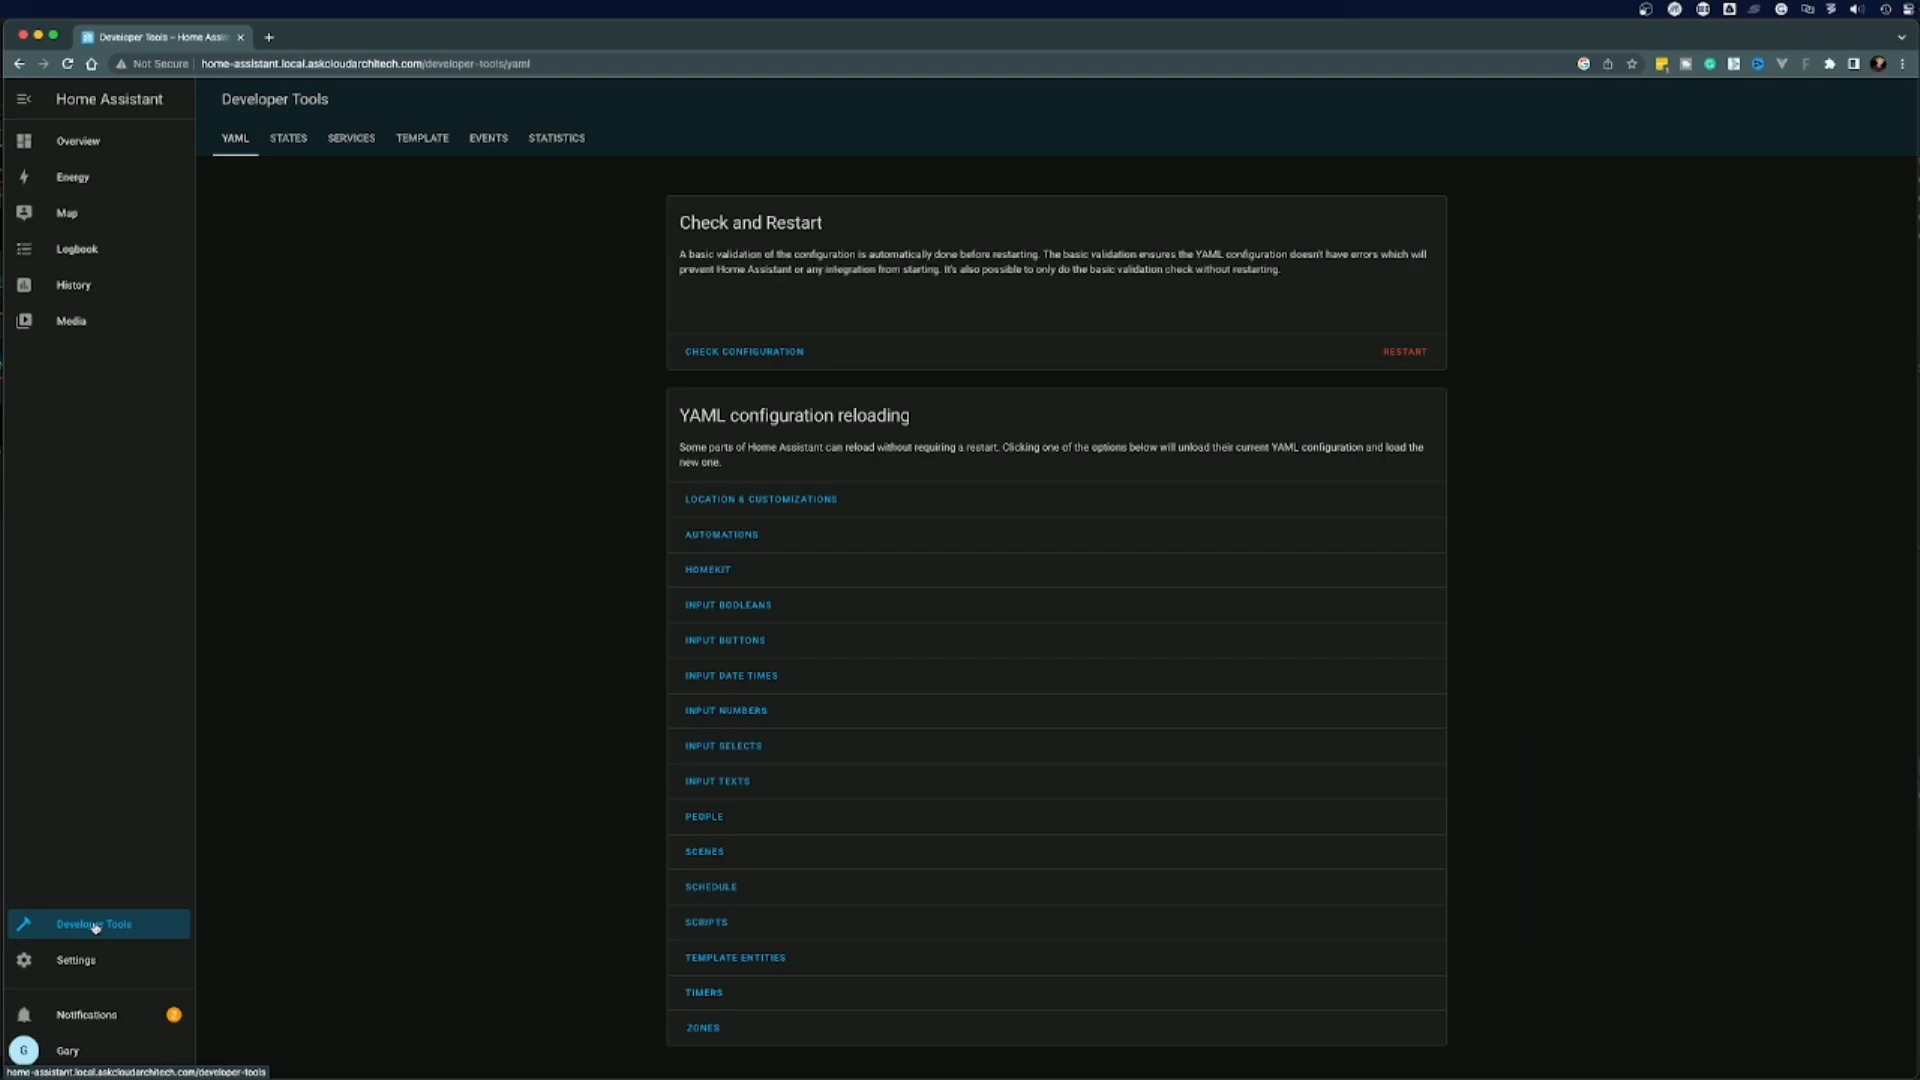 Developer Tools – Home Assis
Not Secure
home-assistant.local.askcloudarchitech.com/developer-tools/yaml
Home Assistant
Developer Tools
YAML
STATES
SERVICES
TEMPLATE
EVENTS
STATISTICS
Overview
Energy
Map
Logbook
History
Media
Check and Restart
A basic validation of the configuration is automatically done before restarting. The basic validation ensures the YAML configuration doesn't have errors which will
prevent Home Assistant or any integration from starting. It's also possible to only do the basic validation check without restarting.
CHECK CONFIGURATION
RESTART
YAML configuration reloading
Some parts of Home Assistant can reload without requiring a restart. Clicking one of the options below will unload their current YAML configuration and load the
new one.
LOCATION & CUSTOMIZATIONS
AUTOMATIONS
HOMEKIT
INPUT BOOLEANS
INPUT BUTTONS
INPUT DATE TIMES
INPUT NUMBERS
INPUT SELECTS
INPUT TEXTS
PEOPLE
SCENES
SCHEDULE
SCRIPTS
TEMPLATE ENTITIES
TIMERS
ZONES
Developer Tools
Settings
Notifications
G
Gary
home-assistant.local.askcloudarchitech.com/developer-tools